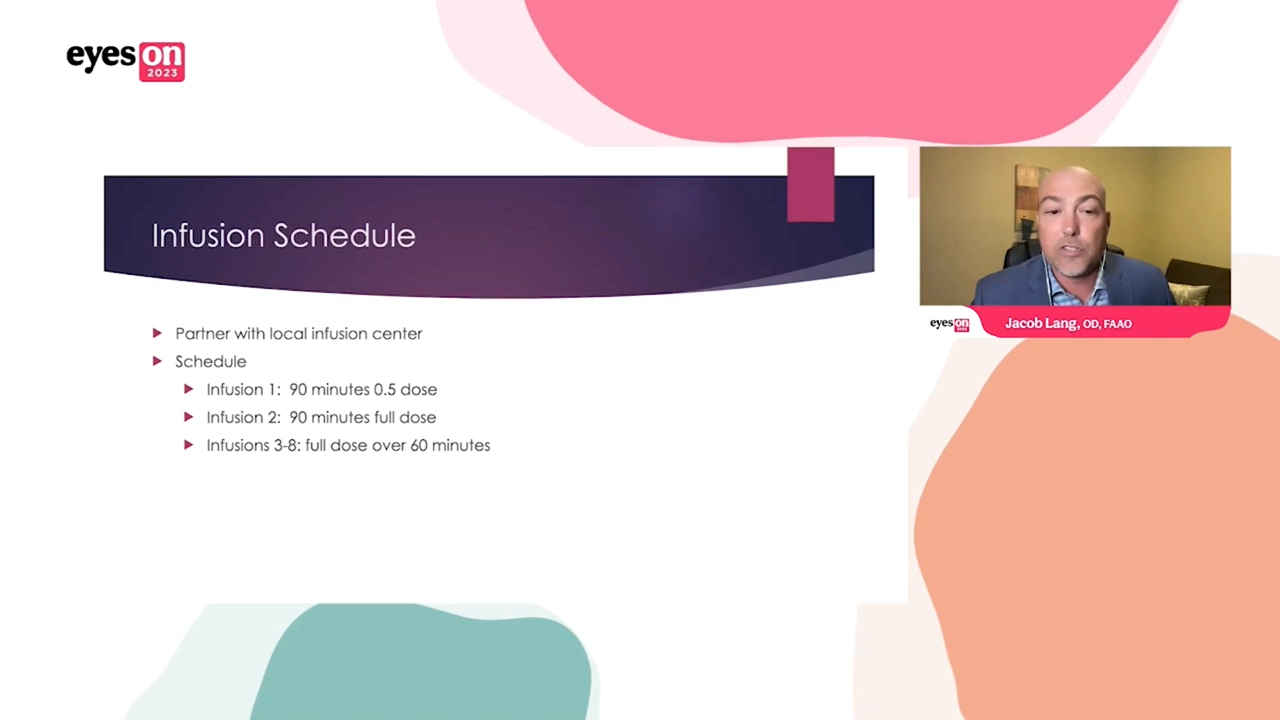 eyes on
2023
Infusion Schedule
Partner with local infusion center
Schedule
Infusion 1: 90 minutes 0.5 dose
Infusion 2: 90 minutes full dose
Infusions 3-8: full dose over 60 minutes
eyes on
2023
Jacob Lang, OD, FAAO